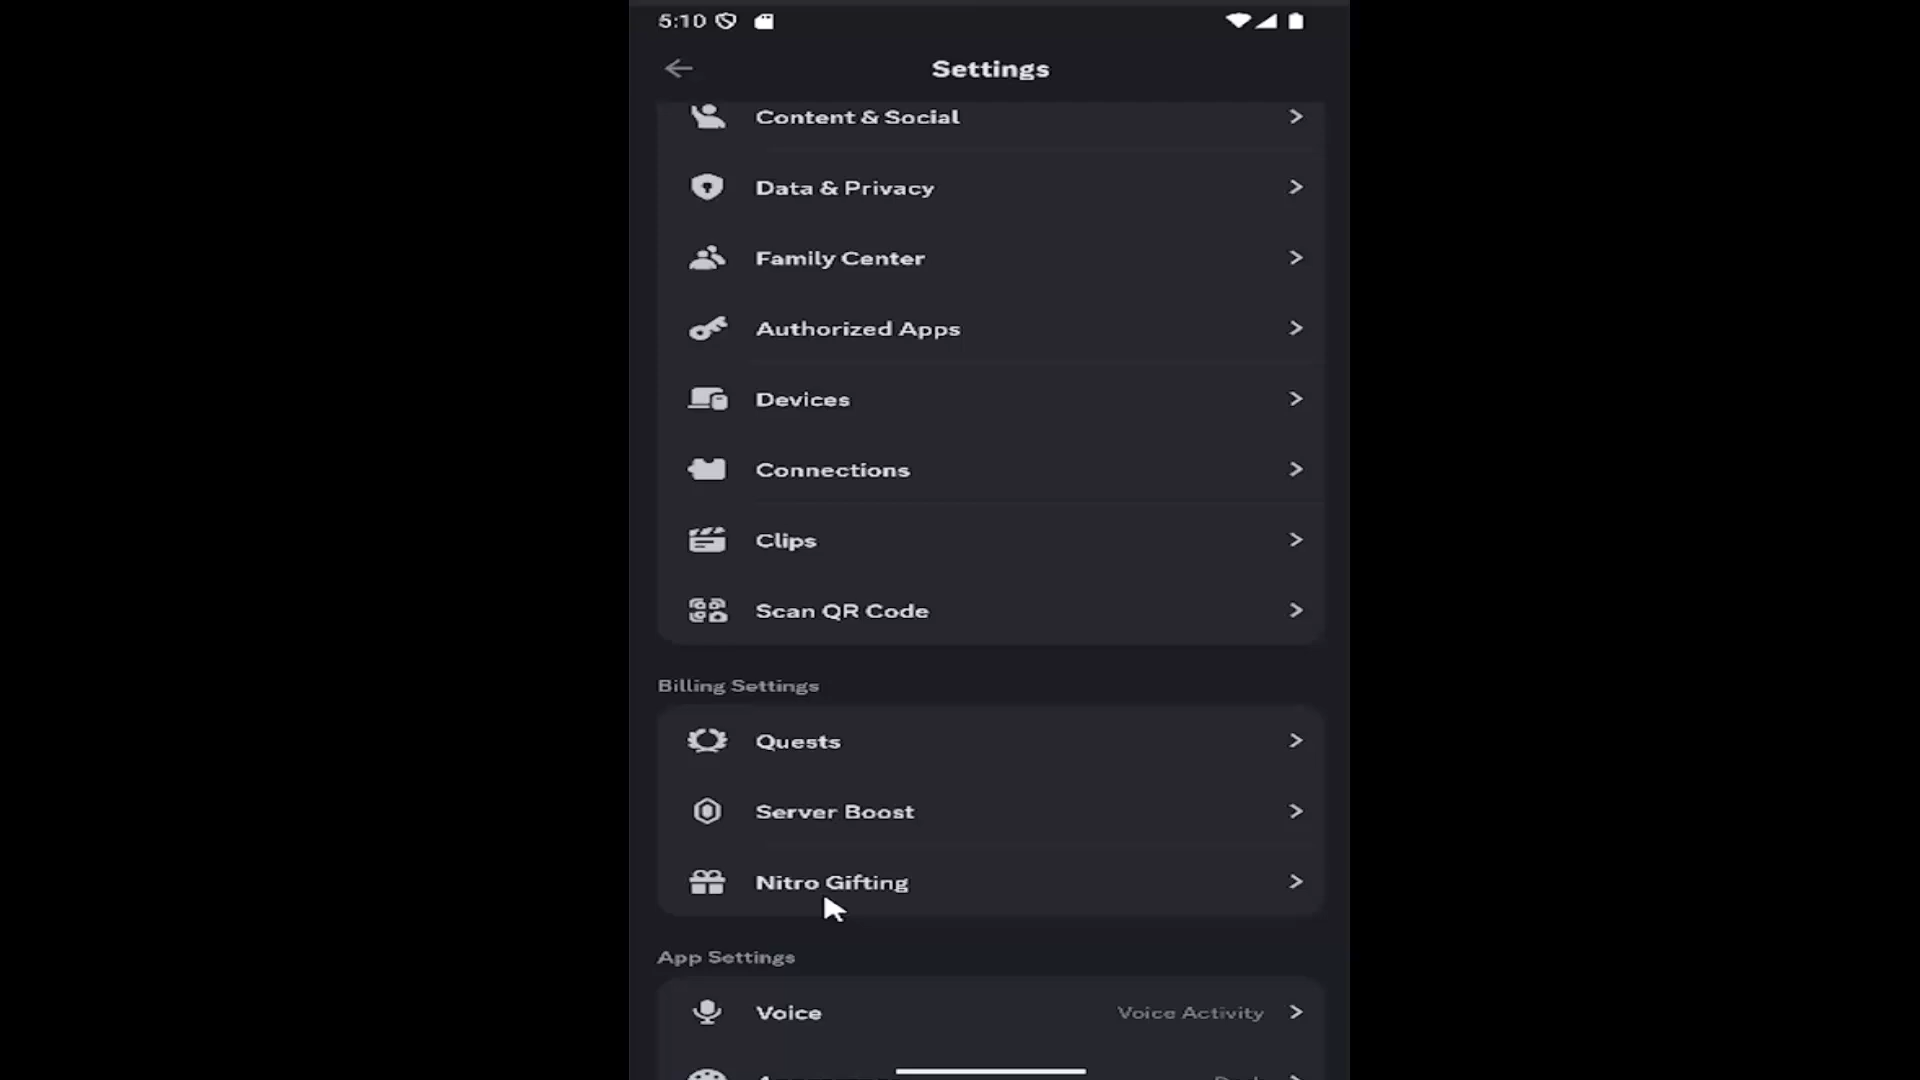 5:10
Settings
Content & Social
Data & Privacy
Family Center
Authorized Apps
Devices
Connections
Clips
Scan QR Code
Billing Settings
Quests
Server Boost
Nitro Gifting
App Settings
Voice Voice Activity